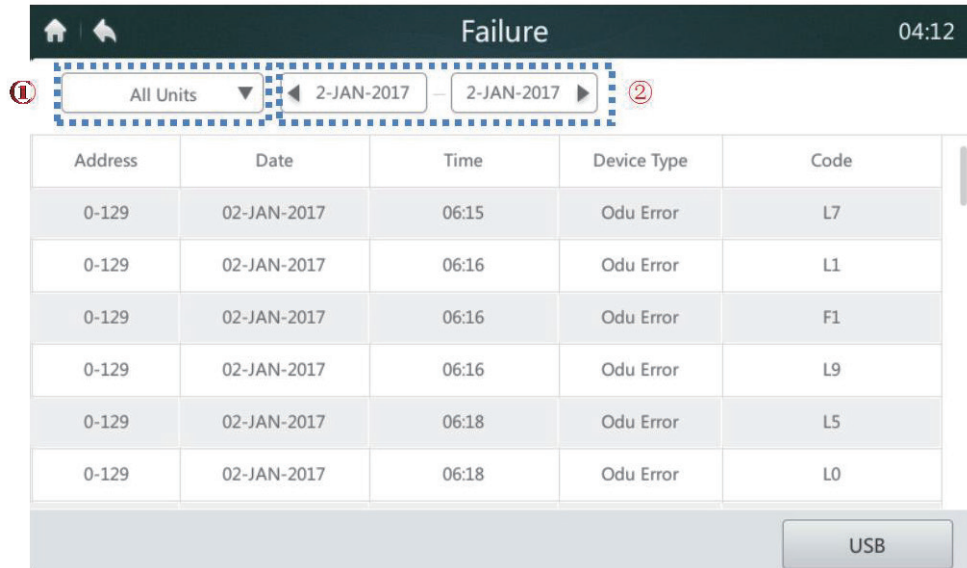 Failure 04:12
① All Units 2-JAN-2017 – 2-JAN-2017 ②
Address Date Time Device Type Code
0-129 02-JAN-2017 06:15 Odu Error L7
0-129 02-JAN-2017 06:16 Odu Error L1
0-129 02-JAN-2017 06:16 Odu Error F1
0-129 02-JAN-2017 06:16 Odu Error L9
0-129 02-JAN-2017 06:18 Odu Error L5
0-129 02-JAN-2017 06:18 Odu Error L0
USB